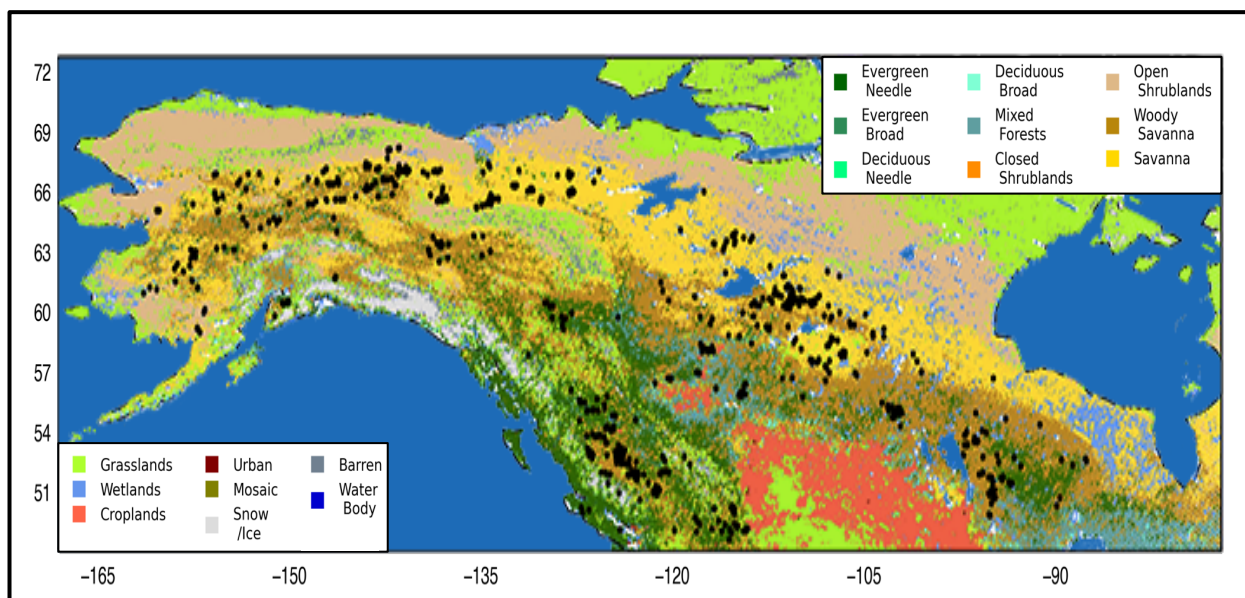 72
69
66
63
60
57
54
51
Evergreen
Needle
Evergreen
Broad
Deciduous
Needle
Deciduous
Broad
Mixed
Forests
Closed
Shrublands
Open
Shrublands
Woody
Savanna
Savanna
Grasslands
Wetlands
Croplands
Urban
Mosaic
Snow
/Ice
Barren
Water
Body
−165 −150 −135 −120 −105 −90